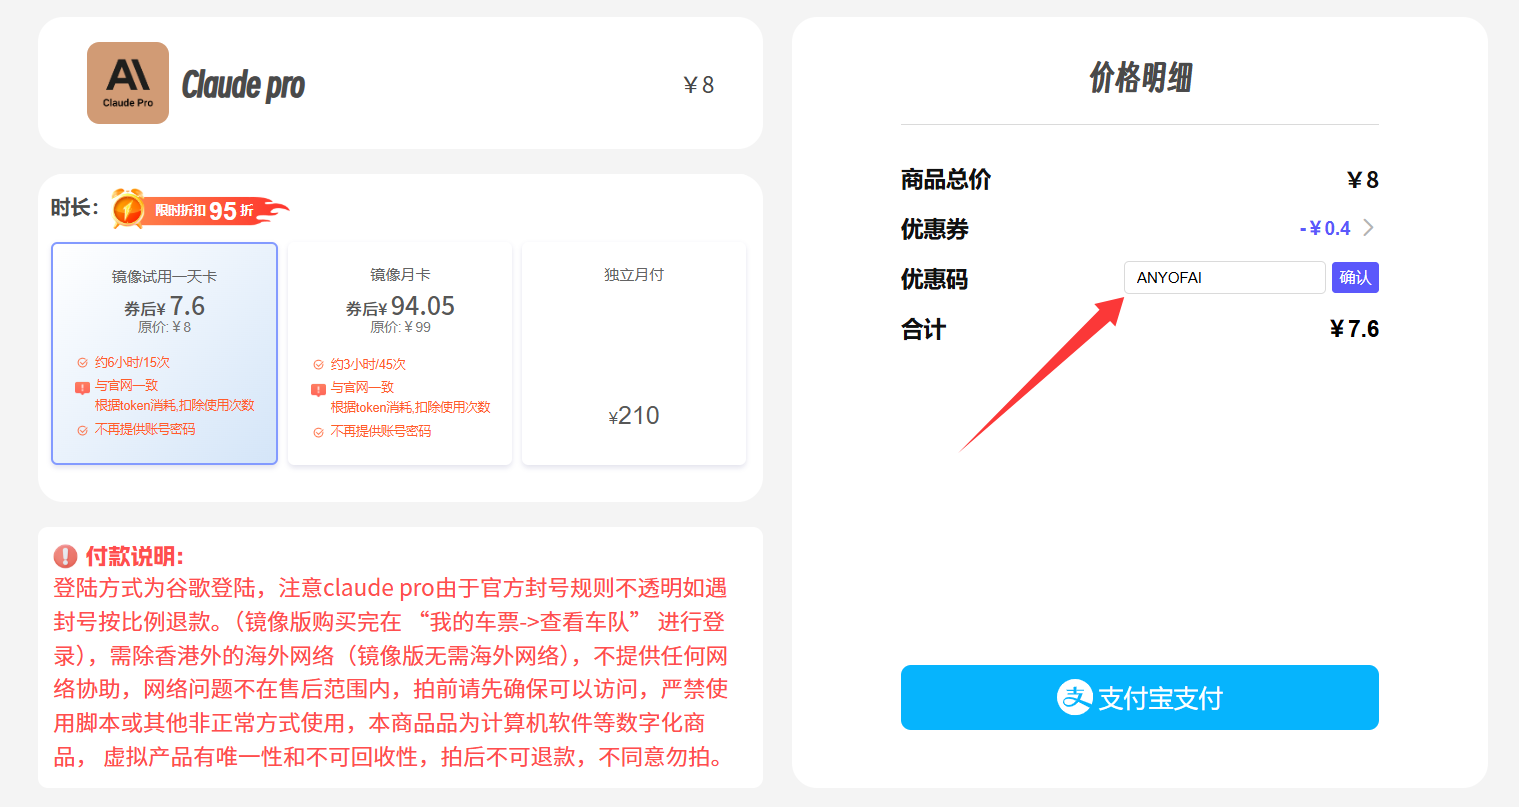 AI
Claude Pro
Claude pro
￥8
时长：
限时折扣 95 折
镜像试用一天卡
券后¥ 7.6
原价:￥8
约6小时/15次
与官网一致
根据token消耗,扣除使用次数
不再提供账号密码
镜像月卡
券后¥ 94.05
原价:￥99
约3小时/45次
与官网一致
根据token消耗,扣除使用次数
不再提供账号密码
独立月付
¥210
付款说明:
登陆方式为谷歌登陆，注意claude pro由于官方封号规则不透明如遇
封号按比例退款。（镜像版购买完在 “我的车票->查看车队” 进行登
录），需除香港外的海外网络（镜像版无需海外网络），不提供任何网
络协助，网络问题不在售后范围内，拍前请先确保可以访问，严禁使
用脚本或其他非正常方式使用，本商品品为计算机软件等数字化商
品， 虚拟产品有唯一性和不可回收性，拍后不可退款，不同意勿拍。
价格明细
商品总价
￥8
优惠券
-￥0.4
优惠码
ANYOFAI
确认
合计
￥7.6
支
支付宝支付